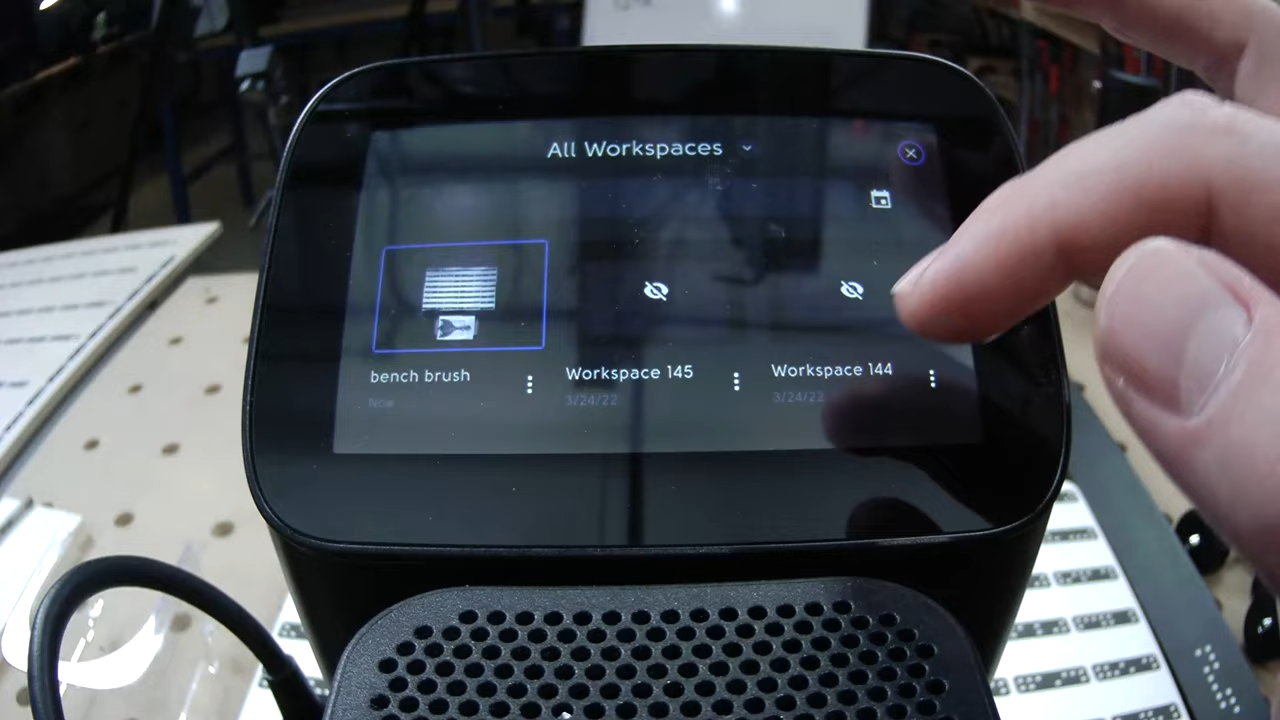 All Workspaces
bench brush
Now
Workspace 145
3/24/22
Workspace 144
3/24/22